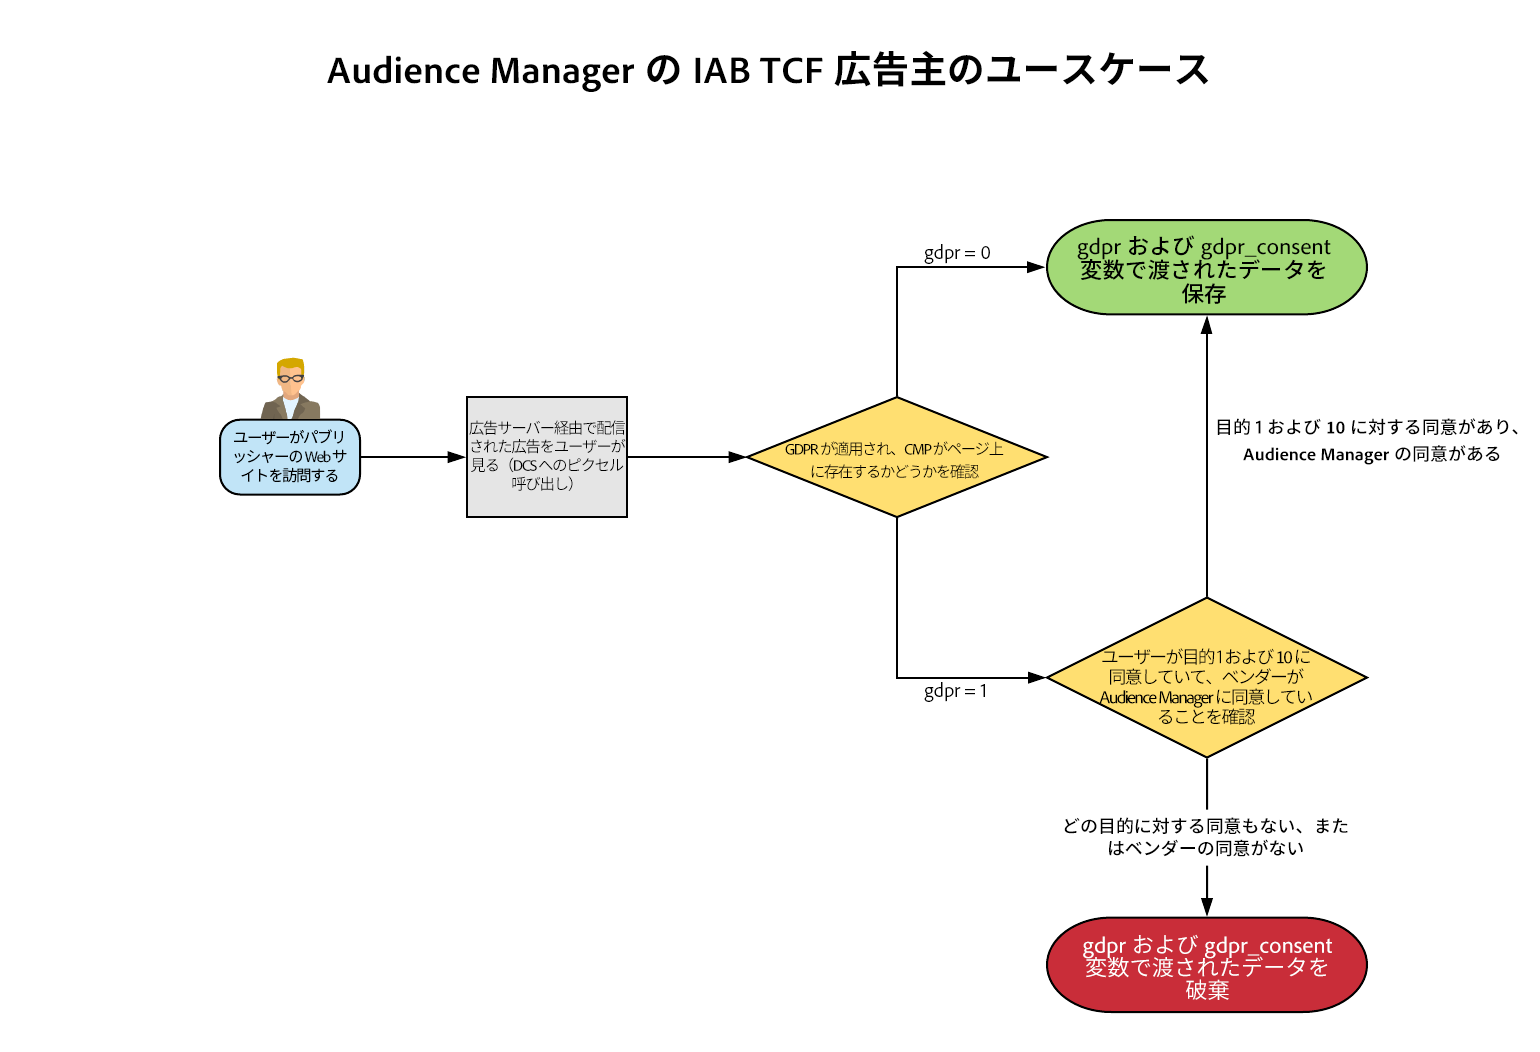 Audience Manager の IAB TCF 広告主のユースケース
gdpr = 0
gdpr および gdpr_consent
変数で渡されたデータを
保存
ユーザーがパブリ
ッシャーの Web サ
イトを訪問する
広告サーバー経由で配信
された広告をユーザーが
見る（DCS へのピクセル
呼び出し）
GDPR が適用され、CMP がページ上
に存在するかどうかを確認
目的 1 および 10 に対する同意があり、
Audience Manager の同意がある
gdpr = 1
ユーザーが目的1および 10 に
同意していて、ベンダーが
Audience Manager に同意してい
ることを確認
どの目的に対する同意もない、また
はベンダーの同意がない
gdpr および gdpr_consent
変数で渡されたデータを
破棄